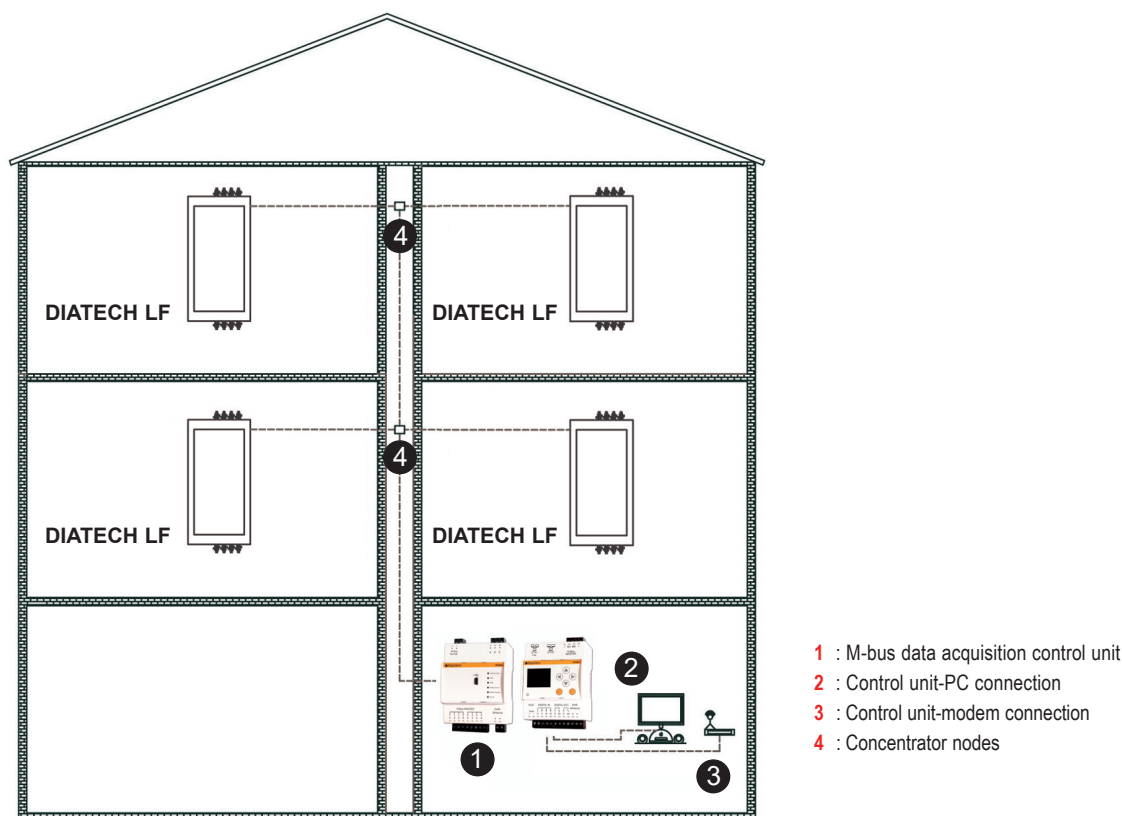 4
DIATECH LF
DIATECH LF
4
DIATECH LF
DIATECH LF
2
1
3
1 : M-bus data acquisition control unit
2 : Control unit-PC connection
3 : Control unit-modem connection
4 : Concentrator nodes